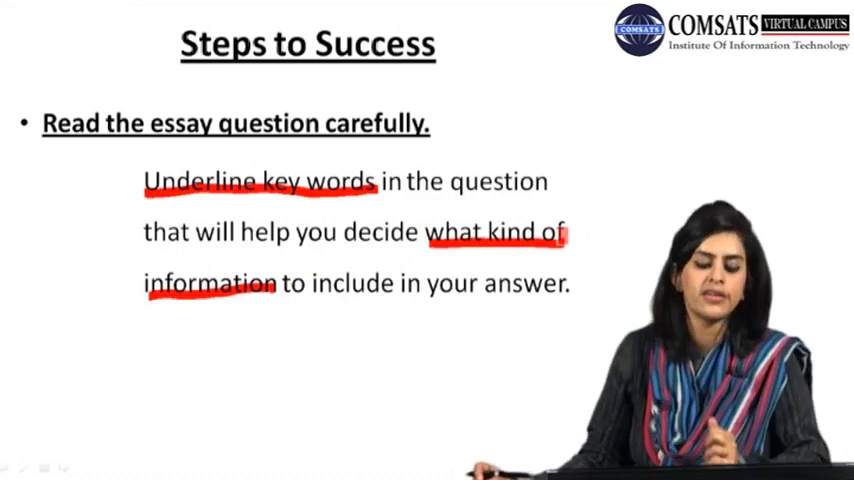 Steps to Success
COMSATS
COMSATS VIRTUAL CAMPUS
Institute Of Information Technology
• Read the essay question carefully.
Underline key words in the question
that will help you decide what kind of
information to include in your answer.